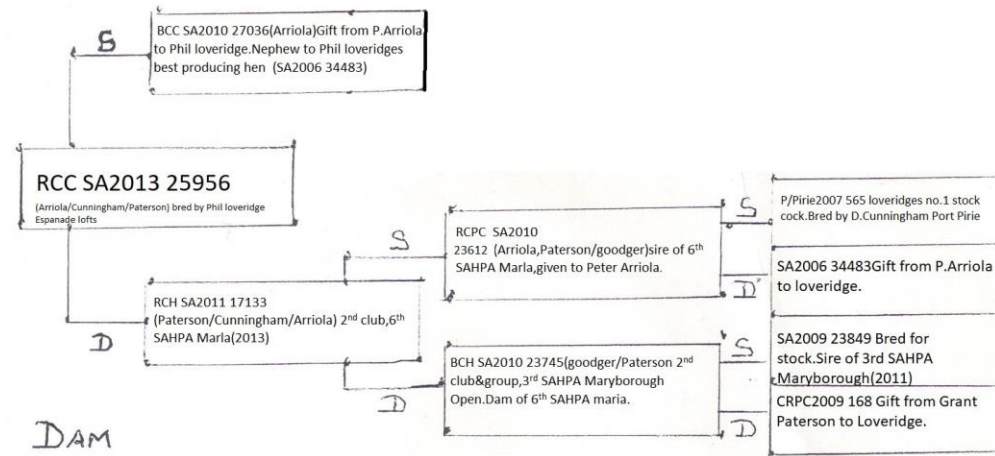 BCC SA2010 27036(Arriola)Gift from P.Arriola
to Phil loveridge.Nephew to Phil loveridges
best producing hen (SA2006 34483)
S
RCC SA2013 25956
(Arriola/Cunningham/Paterson) bred by Phil loveridge
Espanade lofts
D
RCH SA2011 17133
(Paterson/Cunningham/Arriola) 2nd club,6th
SAHPA Marla(2013)
S
RCPC SA2010
23612 (Arriola,Paterson/goodger)sire of 6th
SAHPA Marla,given to Peter Arriola.
D
BCH SA2010 23745(goodger/Paterson 2nd
club&group,3rd SAHPA Maryborough
Open.Dam of 6th SAHPA maria.
S
P/Pirie2007 565 loveridges no.1 stock
cock.Bred by D.Cunningham Port Pirie
D
SA2006 34483Gift from P.Arriola
to loveridge.
S
SA2009 23849 Bred for
stock.Sire of 3rd SAHPA
Maryborough(2011)
D
CRPC2009 168 Gift from Grant
Paterson to Loveridge.
DAM